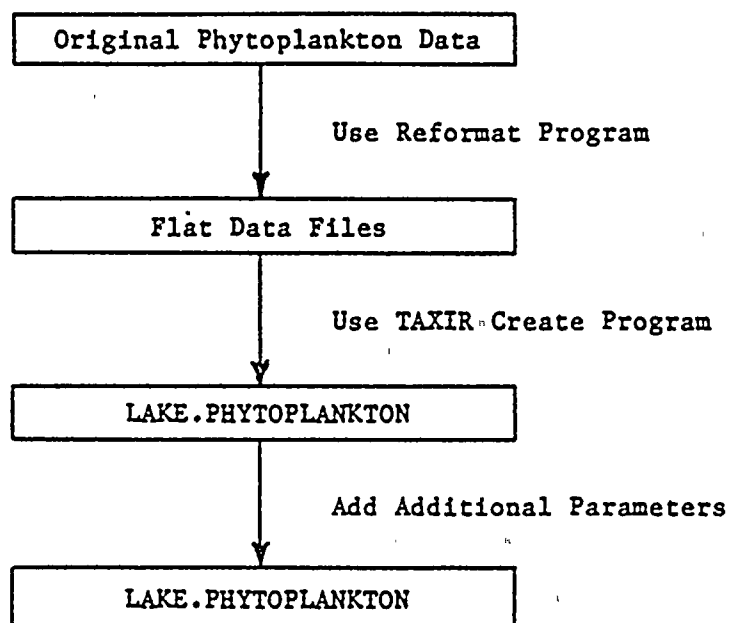 Original Phytoplankton Data
Use Reformat Program
Flat Data Files
Use TAXIR Create Program
LAKE.PHYTOPLANKTON
Add Additional Parameters
LAKE.PHYTOPLANKTON